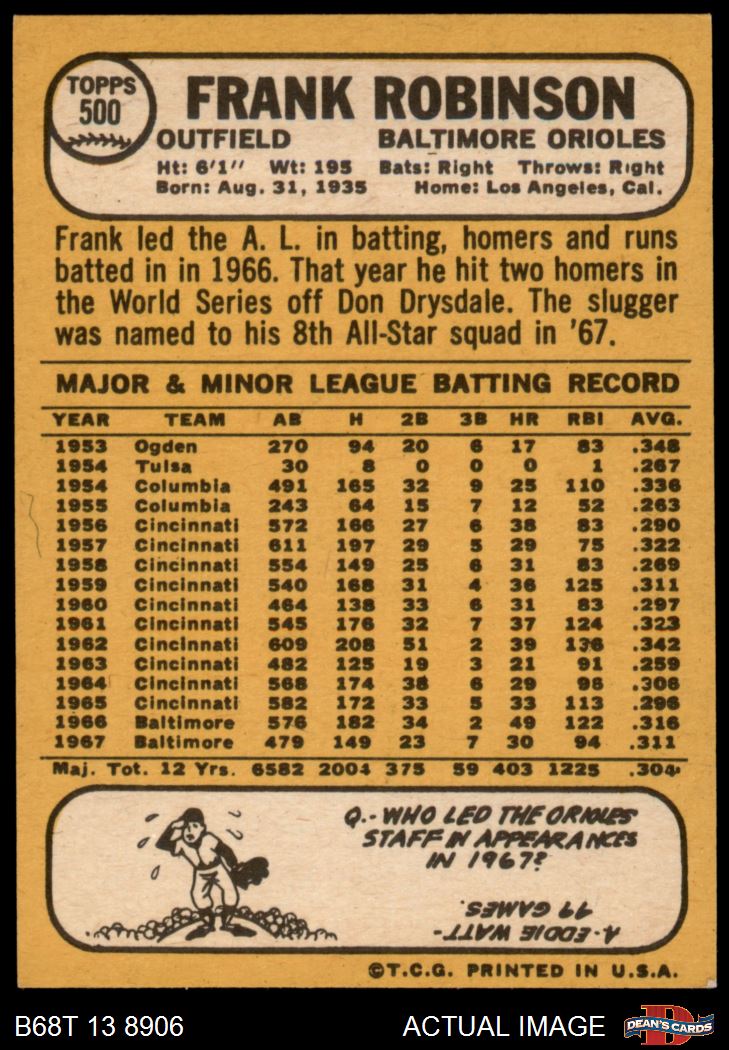 TOPPS
500
FRANK ROBINSON
OUTFIELD BALTIMORE ORIOLES
Ht: 6'1" Wt: 195 Bats: Right Throws: Right
Born: Aug. 31, 1935 Home: Los Angeles, Cal.
Frank led the A. L. in batting, homers and runs
batted in in 1966. That year he hit two homers in
the World Series off Don Drysdale. The slugger
was named to his 8th All-Star squad in '67.
MAJOR & MINOR LEAGUE BATTING RECORD
YEAR TEAM AB H 2B 3B HR RBI AVG.
1953 Ogden 270 94 20 6 17 83 .348
1954 Tulsa 30 8 0 0 0 1 .267
1954 Columbia 491 165 32 9 25 110 .336
1955 Columbia 243 64 15 7 12 52 .263
1956 Cincinnati 572 166 27 6 38 83 .290
1957 Cincinnati 611 197 29 5 29 75 .322
1958 Cincinnati 554 149 25 6 31 83 .269
1959 Cincinnati 540 168 31 4 36 125 .311
1960 Cincinnati 464 138 33 6 31 83 .297
1961 Cincinnati 545 176 32 7 37 124 .323
1962 Cincinnati 609 208 51 2 39 136 .342
1963 Cincinnati 482 125 19 3 21 91 .259
1964 Cincinnati 568 174 38 6 29 96 .306
1965 Cincinnati 582 172 33 5 33 113 .296
1966 Baltimore 576 182 34 2 49 122 .316
1967 Baltimore 479 149 23 7 30 94 .311
Maj. Tot. 12 Yrs. 6582 2004 375 59 403 1225 .304
Q.-WHO LED THE ORIOLES
STAFF IN APPEARANCES
IN 1967?
A-EDDIE WATT-
49 GAMES.
©T.C.G. PRINTED IN U.S.A.
B68T 13 8906 ACTUAL IMAGE
DEAN'S CARDS